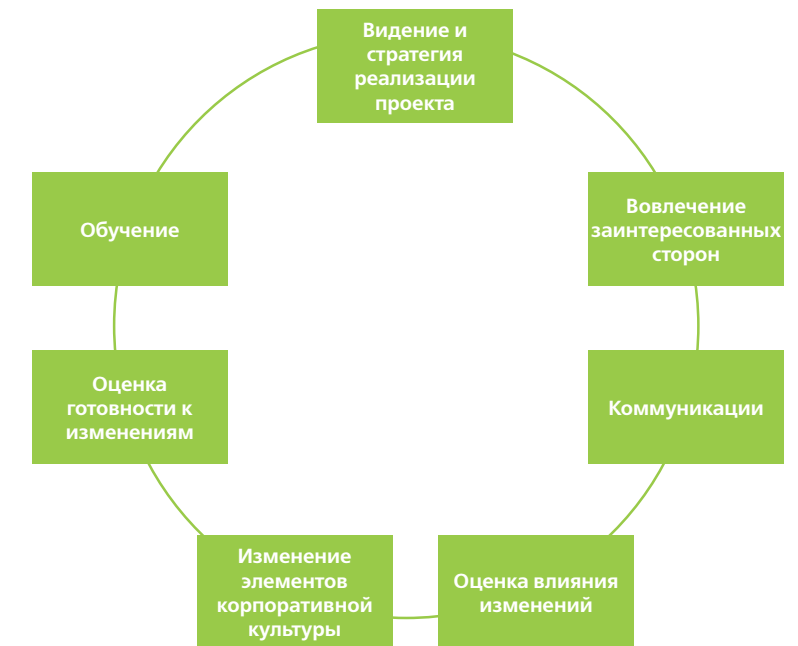 Видение и
стратегия
реализации
проекта
Вовлечение
заинтересованных
сторон
Коммуникации
Оценка влияния
изменений
Изменение
элементов
корпоративной
культуры
Оценка
готовности к
изменениям
Обучение